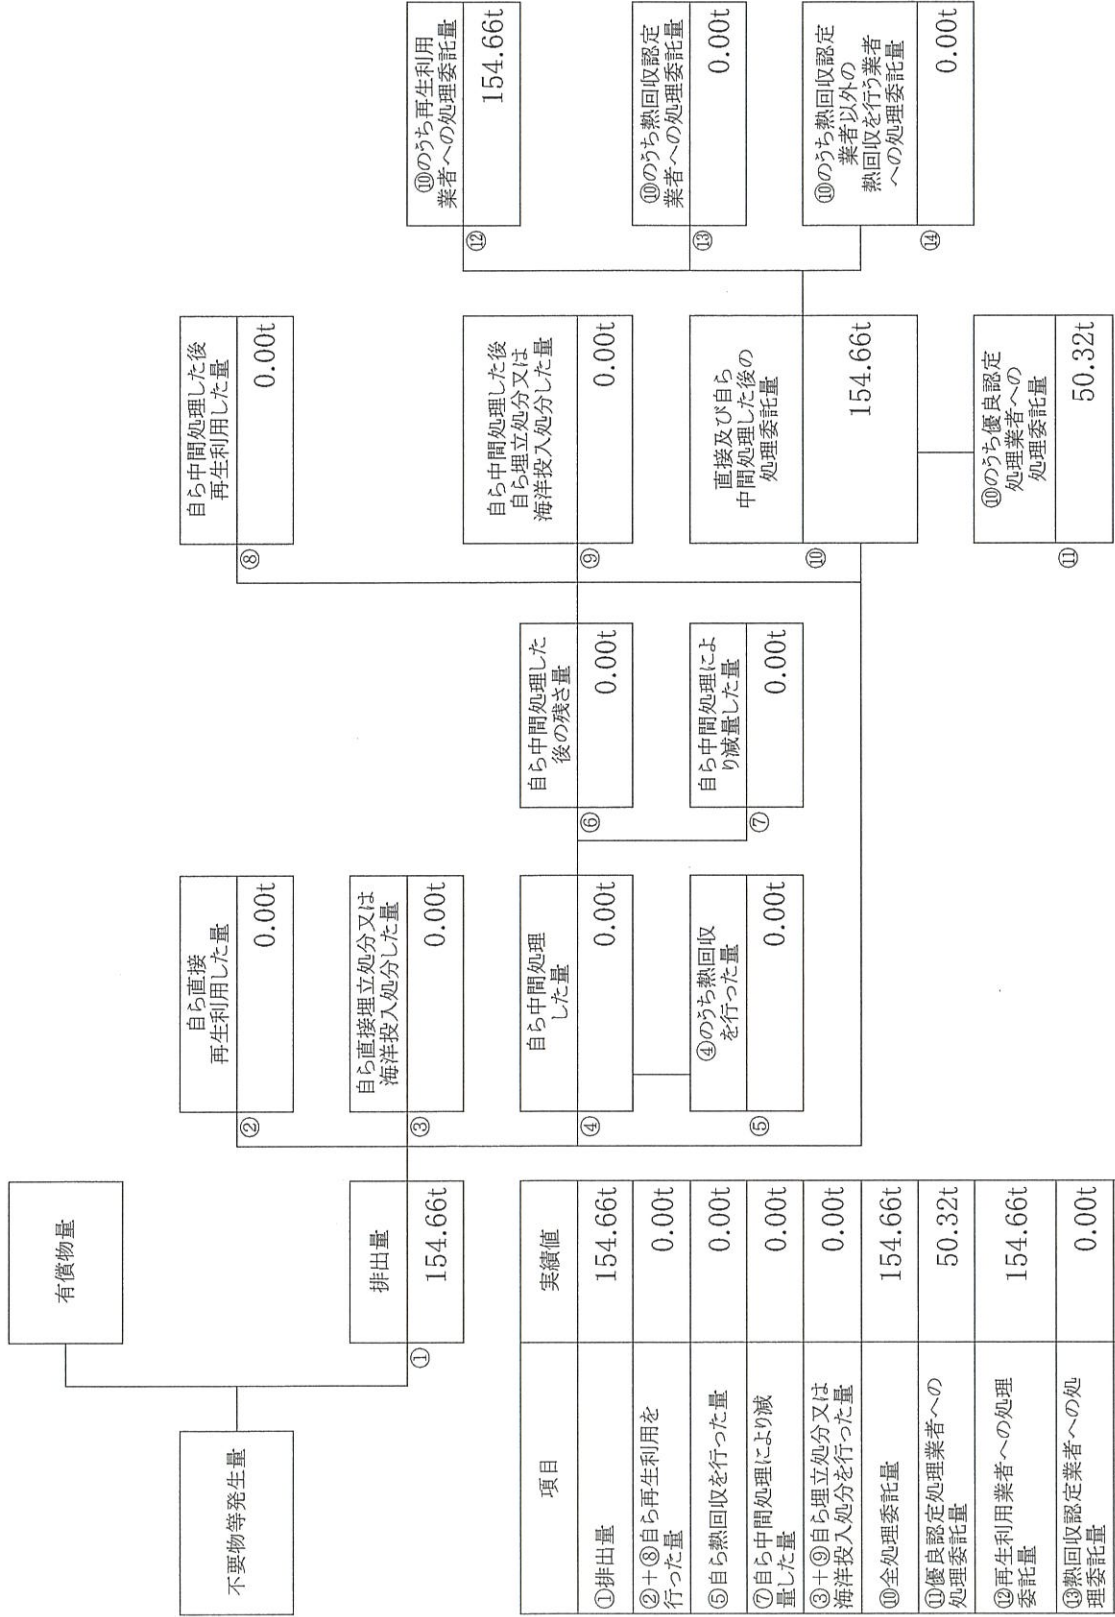 不要物等発生量
有償物量
排出量
①
154.66t
自ら直接
再生利用した量
②
0.00t
自ら直接埋立処分又は
海洋投入処分した量
③
0.00t
自ら中間処理
した量
④
0.00t
④のうち熱回収
を行った量
⑤
0.00t
自ら中間処理した
後の残さ量
⑥
0.00t
自ら中間処理によ
り減量した量
⑦
0.00t
自ら中間処理した後
再生利用した量
⑧
0.00t
自ら中間処理した後
自ら埋立処分又は
海洋投入処分した量
⑨
0.00t
直接及び自ら
中間処理した後の
処理委託量
⑩
154.66t
⑩のうち優良認定
処理業者への
処理委託量
⑪
50.32t
⑩のうち再生利用
業者への処理委託量
⑫
154.66t
⑩のうち熱回収認定
業者への処理委託量
⑬
0.00t
⑩のうち熱回収認定
業者以外の
熱回収を行う業者
への処理委託量
⑭
0.00t
項目 実績値
①排出量 154.66t
②+⑧自ら再生利用を
行った量 0.00t
⑤自ら熱回収を行った量 0.00t
⑦自ら中間処理により減
量した量 0.00t
③+⑨自ら埋立処分又は
海洋投入処分を行った量 0.00t
⑩全処理委託量 154.66t
⑪優良認定処理業者への
処理委託量 50.32t
⑫再生利用業者への処理
委託量 154.66t
⑬熱回収認定業者への処
理委託量 0.00t